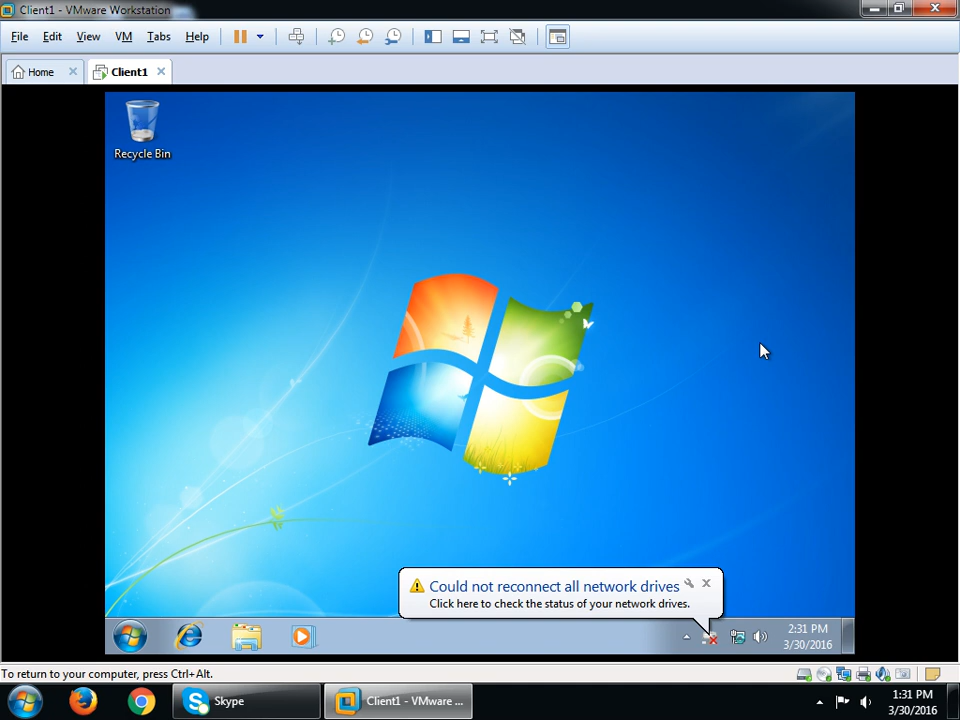 Client1 - VMware Workstation
File Edit View VM Tabs Help
Home
Client1
Recycle Bin
Could not reconnect all network drives
Click here to check the status of your network drives.
2:31 PM
3/30/2016
To return to your computer, press Ctrl+Alt.
Skype
Client1 - VMware ...
1:31 PM
3/30/2016